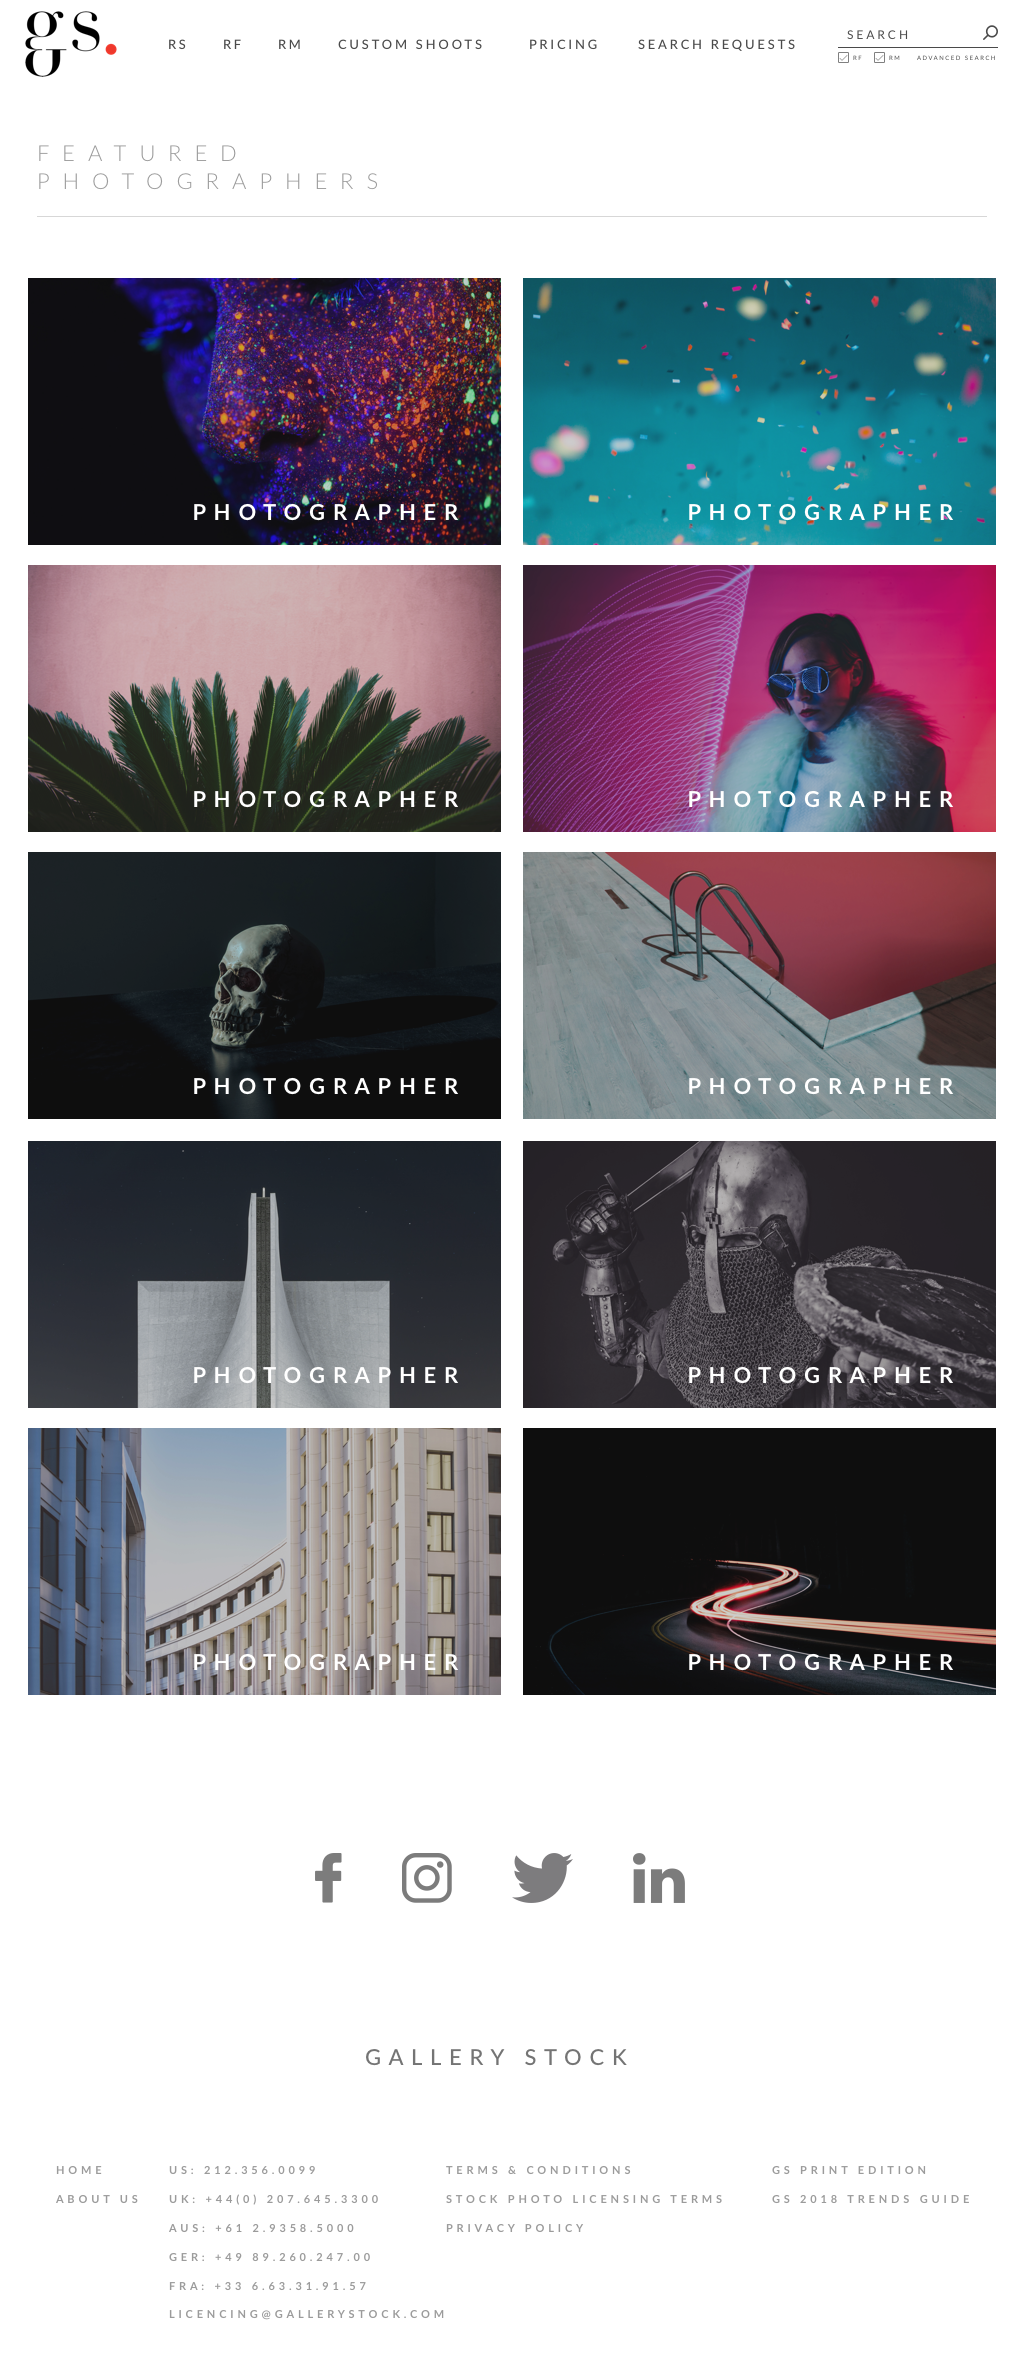 g&s.
RS RF RM CUSTOM SHOOTS PRICING SEARCH REQUESTS SEARCH
RF RM ADVANCED SEARCH
FEATURED
PHOTOGRAPHERS
PHOTOGRAPHER PHOTOGRAPHER
PHOTOGRAPHER PHOTOGRAPHER
PHOTOGRAPHER PHOTOGRAPHER
PHOTOGRAPHER PHOTOGRAPHER
PHOTOGRAPHER PHOTOGRAPHER
GALLERY STOCK
HOME US: 212.356.0099 TERMS & CONDITIONS GS PRINT EDITION
ABOUT US UK: +44(0) 207.645.3300 STOCK PHOTO LICENSING TERMS GS 2018 TRENDS GUIDE
AUS: +61 2.9358.5000 PRIVACY POLICY
GER: +49 89.260.247.00
FRA: +33 6.63.31.91.57
LICENCING@GALLERYSTOCK.COM